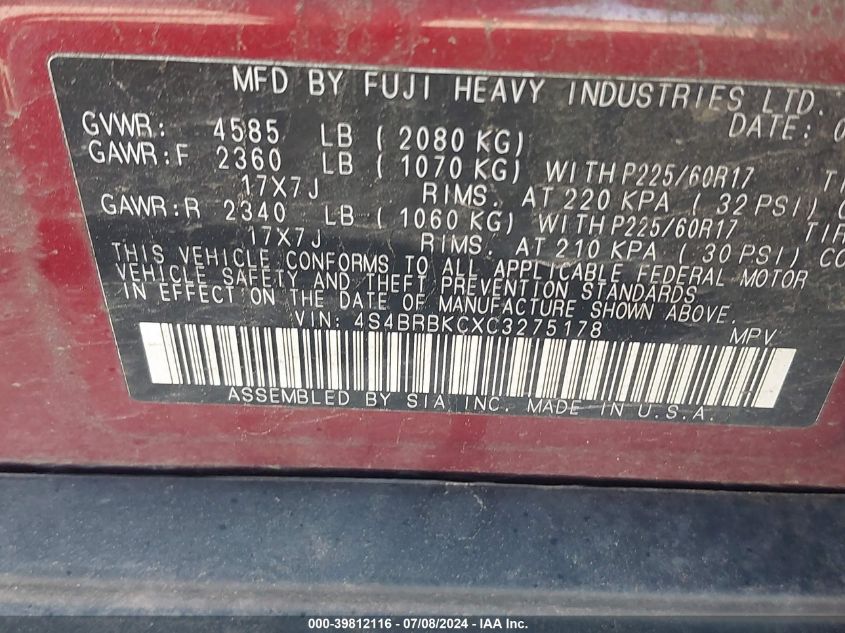 MFD BY FUJI HEAVY INDUSTRIES LTD.
DATE: 0
GVWR: 4585 LB ( 2080 KG)
GAWR: F 2360 LB ( 1070 KG) WITH P225/60R17 TI
17X7J RIMS. AT 220 KPA ( 32 PSI) C
GAWR: R 2340 LB ( 1060 KG) WITH P225/60R17 TIR
17X7J RIMS. AT 210 KPA ( 30 PSI) CO
THIS VEHICLE CONFORMS TO ALL APPLICABLE FEDERAL MOTOR
VEHICLE SAFETY AND THEFT PREVENTION STANDARDS
IN EFFECT ON THE DATE OF MANUFACTURE SHOWN ABOVE.
VIN: 4S4BRBKCXC3275178 MPV
ASSEMBLED BY SIA INC. MADE IN U.S.A.
000-39812116 - 07/08/2024 - IAA Inc.